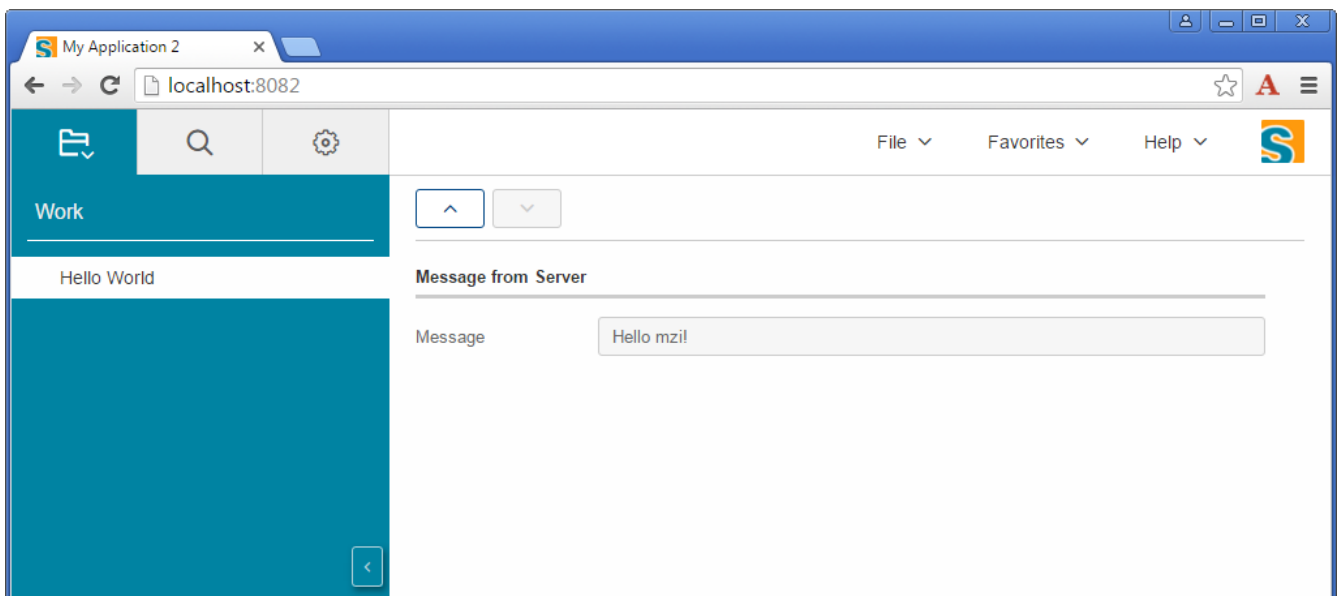 My Application 2
localhost:8082
File Favorites Help
Work
Hello World
Message from Server
Message Hello mzi!